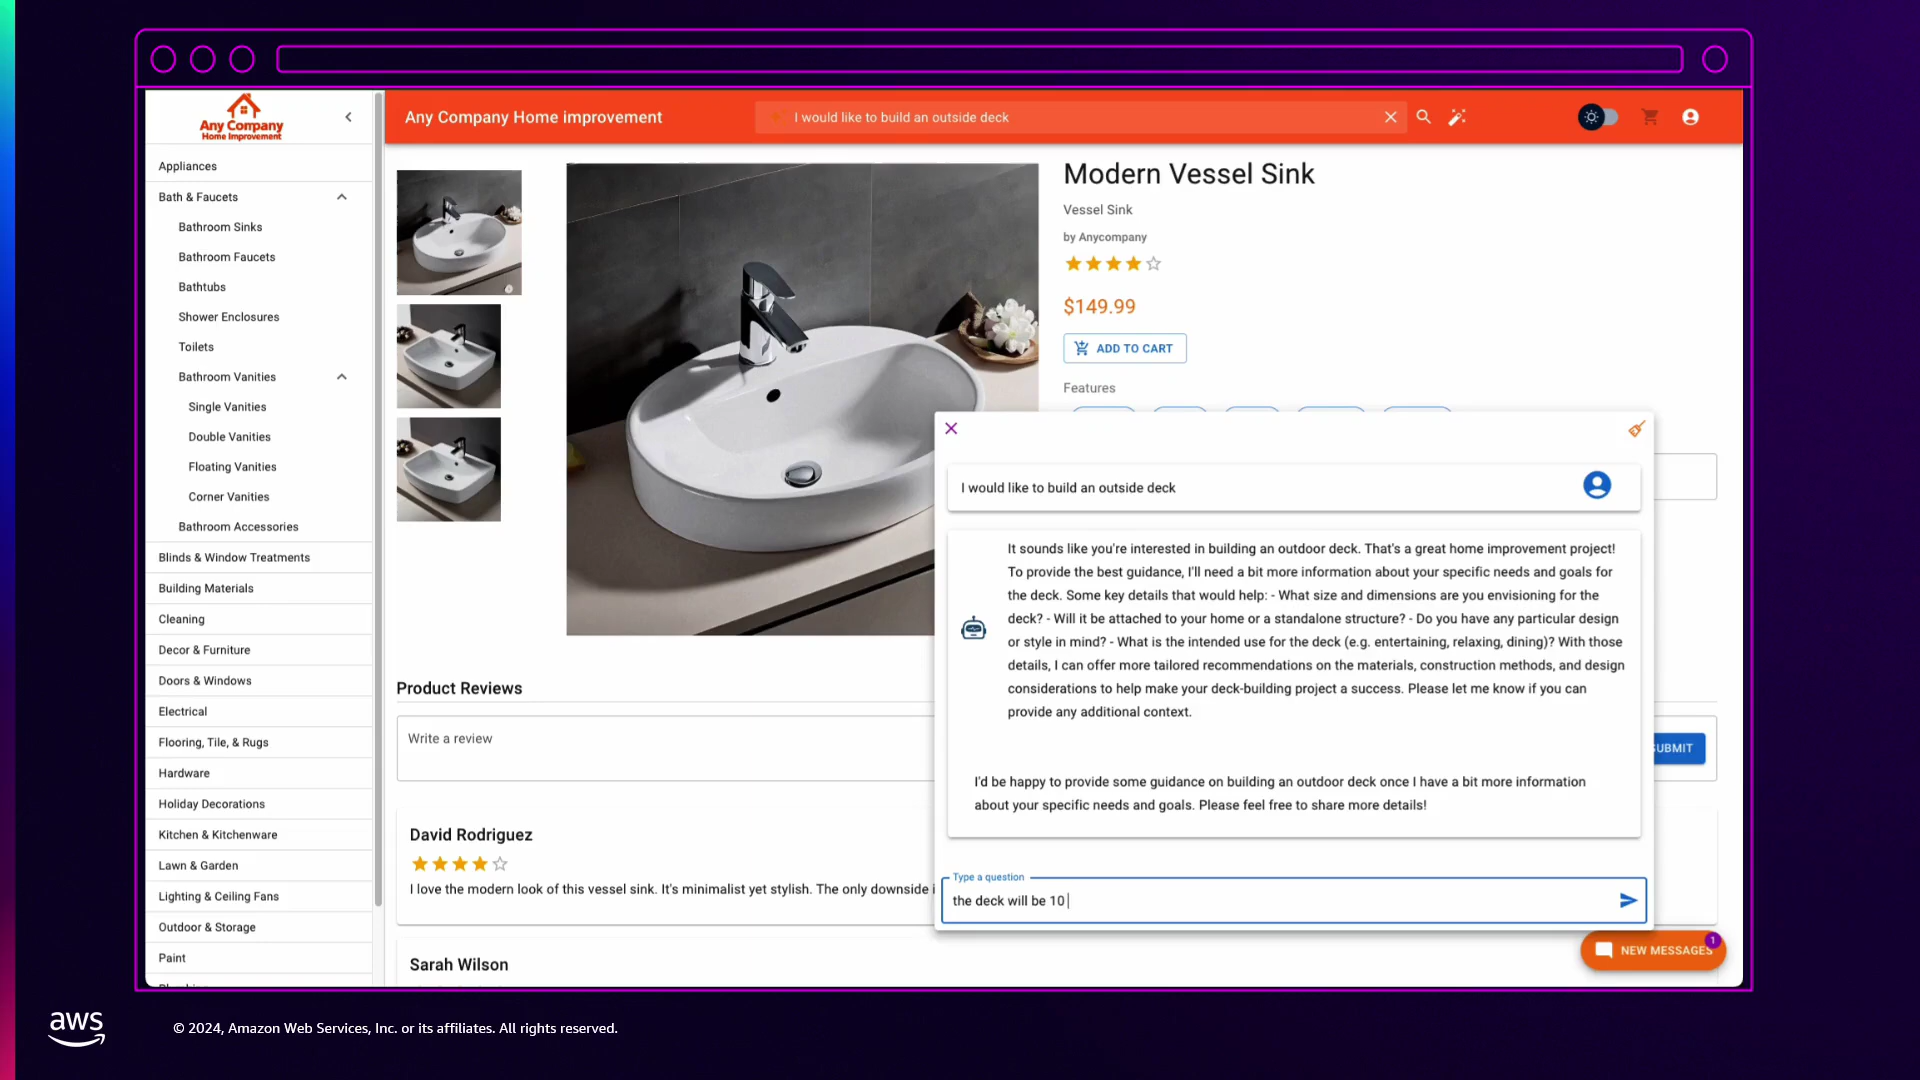 Any Company
Home Improvement
Any Company Home improvement
I would like to build an outside deck
Appliances
Bath & Faucets
Bathroom Sinks
Bathroom Faucets
Bathtubs
Shower Enclosures
Toilets
Bathroom Vanities
Single Vanities
Double Vanities
Floating Vanities
Corner Vanities
Bathroom Accessories
Blinds & Window Treatments
Building Materials
Cleaning
Decor & Furniture
Doors & Windows
Electrical
Flooring, Tile, & Rugs
Hardware
Holiday Decorations
Kitchen & Kitchenware
Lawn & Garden
Lighting & Ceiling Fans
Outdoor & Storage
Paint
Modern Vessel Sink
Vessel Sink
by Anycompany
$149.99
ADD TO CART
Features
Product Reviews
Write a review
SUBMIT
David Rodriguez
I love the modern look of this vessel sink. It's minimalist yet stylish. The only downside i
Sarah Wilson
I would like to build an outside deck
It sounds like you're interested in building an outdoor deck. That's a great home improvement project!
To provide the best guidance, I'll need a bit more information about your specific needs and goals for
the deck. Some key details that would help: - What size and dimensions are you envisioning for the
deck? - Will it be attached to your home or a standalone structure? - Do you have any particular design
or style in mind? - What is the intended use for the deck (e.g. entertaining, relaxing, dining)? With those
details, I can offer more tailored recommendations on the materials, construction methods, and design
considerations to help make your deck-building project a success. Please let me know if you can
provide any additional context.
I'd be happy to provide some guidance on building an outdoor deck once I have a bit more information
about your specific needs and goals. Please feel free to share more details!
Type a question
the deck will be 10
NEW MESSAGES
1
aws
© 2024, Amazon Web Services, Inc. or its affiliates. All rights reserved.